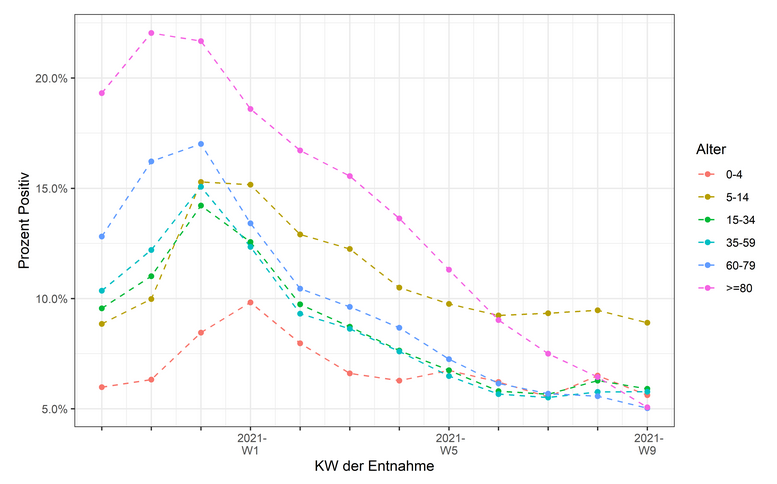 Prozent Positiv
20.0%
15.0%
10.0%
5.0%
2021-
W1
2021-
W5
2021-
W9
KW der Entnahme
Alter
0-4
5-14
15-34
35-59
60-79
>=80